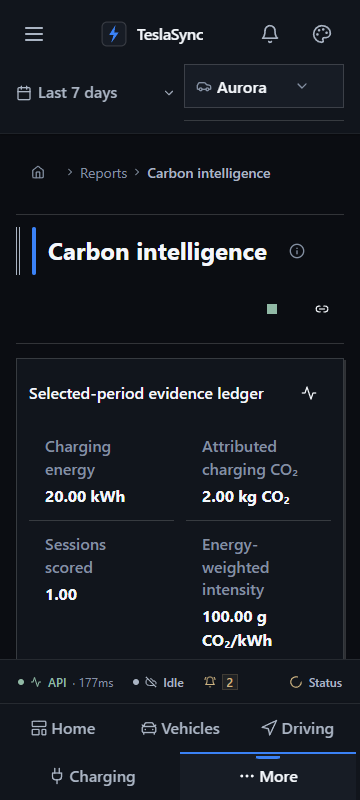 TeslaSync
Last 7 days
Aurora
Reports
Carbon intelligence
Carbon intelligence
Selected-period evidence ledger
Charging
energy
20.00 kWh
Attributed
charging CO₂
2.00 kg CO₂
Sessions
scored
1.00
Energy-
weighted
intensity
100.00 g
CO₂/kWh
API · 177ms
Idle
2
Status
Home
Vehicles
Driving
Charging
More